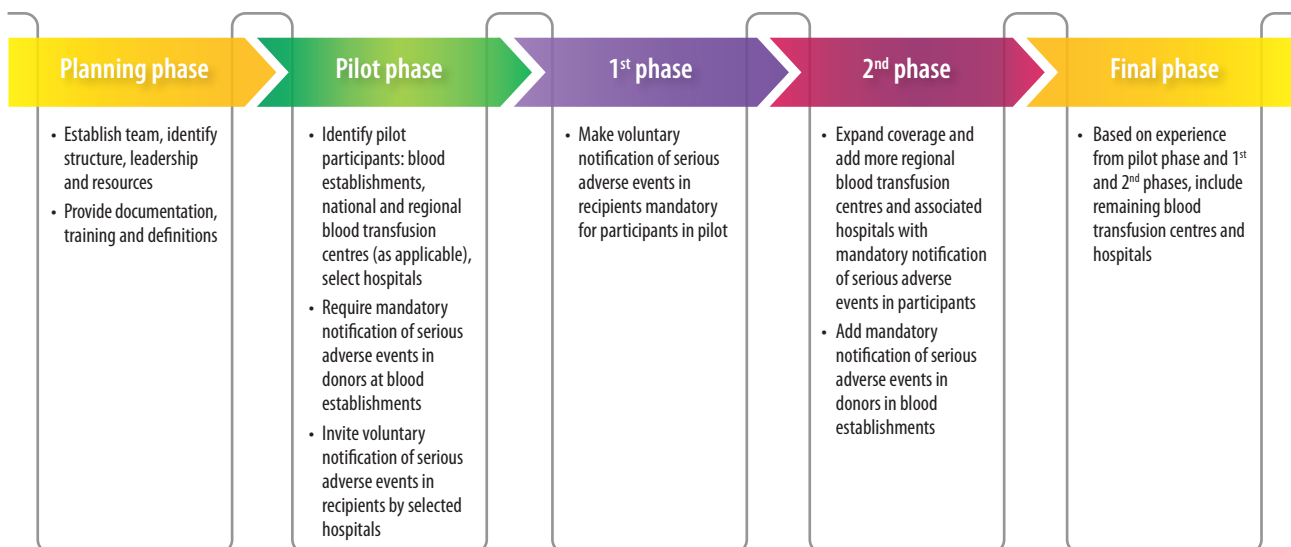 Planning phase
Pilot phase
1st phase
2nd phase
Final phase
• Establish team, identify
structure, leadership
and resources
• Provide documentation,
training and definitions
• Identify pilot
participants: blood
establishments,
national and regional
blood transfusion
centres (as applicable),
select hospitals
• Require mandatory
notification of serious
adverse events in
donors at blood
establishments
• Invite voluntary
notification of serious
adverse events in
recipients by selected
hospitals
• Make voluntary
notification of serious
adverse events in
recipients mandatory
for participants in pilot
• Expand coverage and
add more regional
blood transfusion
centres and associated
hospitals with
mandatory notification
of serious adverse
events in participants
• Add mandatory
notification of serious
adverse events in
donors in blood
establishments
• Based on experience
from pilot phase and 1st
and 2nd phases, include
remaining blood
transfusion centres and
hospitals